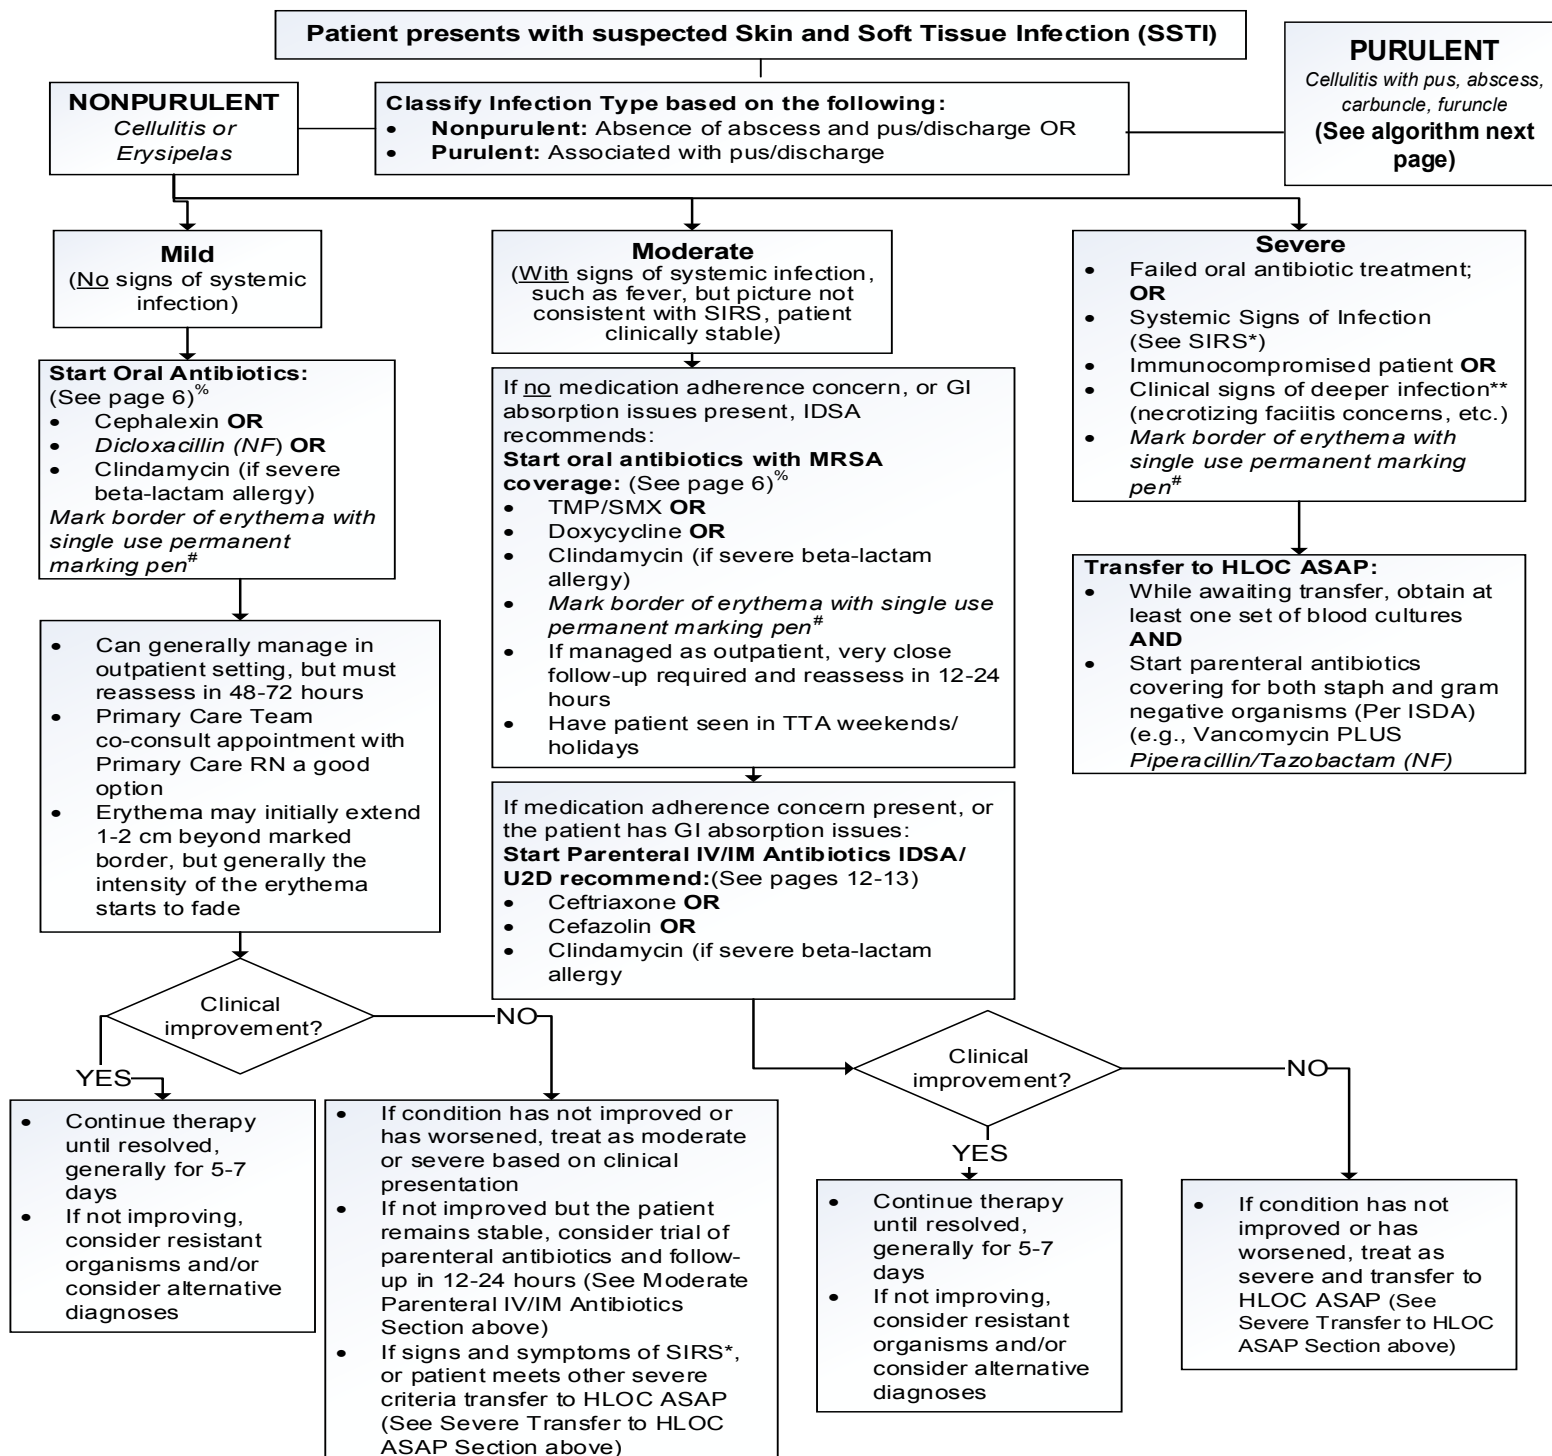 Patient presents with suspected Skin and Soft Tissue Infection (SSTI)
PURULENT
Cellulitis with pus, abscess,
carbuncle, furuncle
(See algorithm next
page)
NONPURULENT
Cellulitis or
Erysipelas
Classify Infection Type based on the following:
• Nonpurulent: Absence of abscess and pus/discharge OR
• Purulent: Associated with pus/discharge
Mild
(No signs of systemic
infection)
Moderate
(With signs of systemic infection,
such as fever, but picture not
consistent with SIRS, patient
clinically stable)
Severe
• Failed oral antibiotic treatment;
OR
• Systemic Signs of Infection
(See SIRS*)
• Immunocompromised patient OR
• Clinical signs of deeper infection**
(necrotizing faciitis concerns, etc.)
• Mark border of erythema with
single use permanent marking
pen#
Start Oral Antibiotics:
(See page 6)%
• Cephalexin OR
• Dicloxacillin (NF) OR
• Clindamycin (if severe
beta-lactam allergy)
Mark border of erythema with
single use permanent
marking pen#
If no medication adherence concern, or GI
absorption issues present, IDSA
recommends:
Start oral antibiotics with MRSA
coverage: (See page 6)%
• TMP/SMX OR
• Doxycycline OR
• Clindamycin (if severe beta-lactam
allergy)
• Mark border of erythema with single use
permanent marking pen#
• If managed as outpatient, very close
follow-up required and reassess in 12-24
hours
• Have patient seen in TTA weekends/
holidays
Transfer to HLOC ASAP:
• While awaiting transfer, obtain at
least one set of blood cultures
AND
• Start parenteral antibiotics
covering for both staph and gram
negative organisms (Per ISDA)
(e.g., Vancomycin PLUS
Piperacillin/Tazobactam (NF)
• Can generally manage in
outpatient setting, but must
reassess in 48-72 hours
• Primary Care Team
co-consult appointment with
Primary Care RN a good
option
• Erythema may initially extend
1-2 cm beyond marked
border, but generally the
intensity of the erythema
starts to fade
If medication adherence concern present, or
the patient has GI absorption issues:
Start Parenteral IV/IM Antibiotics IDSA/
U2D recommend:(See pages 12-13)
• Ceftriaxone OR
• Cefazolin OR
• Clindamycin (if severe beta-lactam
allergy
Clinical
improvement?
NO
YES
Clinical
improvement?
NO
YES
• Continue therapy
until resolved,
generally for 5-7
days
• If not improving,
consider resistant
organisms and/or
consider alternative
diagnoses
• If condition has not improved or
has worsened, treat as moderate
or severe based on clinical
presentation
• If not improved but the patient
remains stable, consider trial of
parenteral antibiotics and follow-
up in 12-24 hours (See Moderate
Parenteral IV/IM Antibiotics
Section above)
• If signs and symptoms of SIRS*,
or patient meets other severe
criteria transfer to HLOC ASAP
(See Severe Transfer to HLOC
ASAP Section above)
• Continue therapy
until resolved,
generally for 5-7
days
• If not improving,
consider resistant
organisms and/or
consider alternative
diagnoses
• If condition has not
improved or has
worsened, treat as
severe and transfer to
HLOC ASAP (See
Severe Transfer to HLOC
ASAP Section above)